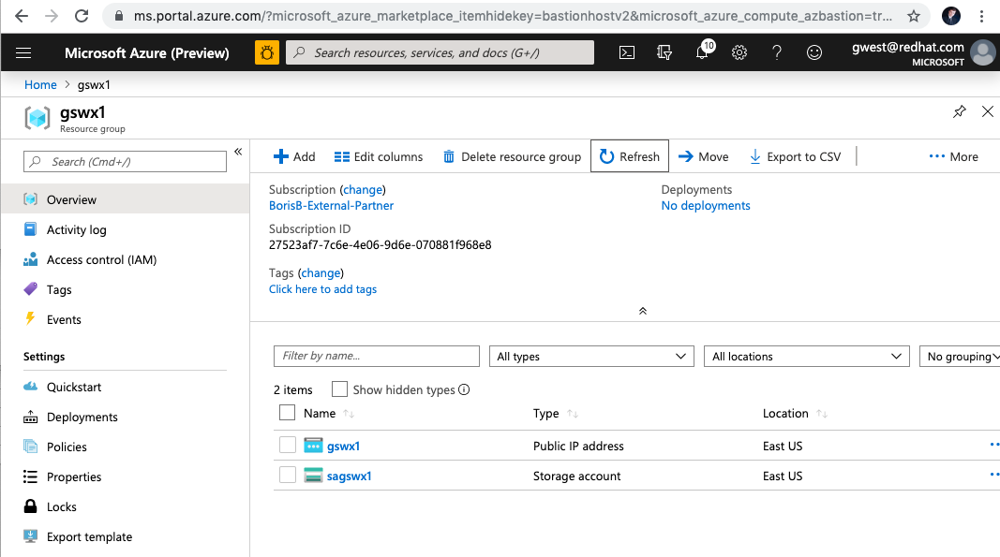 ms.portal.azure.com/?microsoft_azure_marketplace_itemhidekey=bastionhostv2&microsoft_azure_compute_azbastion=tr...
Microsoft Azure (Preview)
Search resources, services, and docs (G+/)
10
gwest@redhat.com
MICROSOFT
Home > gswx1
gswx1
Resource group
Search (Cmd+/)
«
Add
Edit columns
Delete resource group
Refresh
Move
Export to CSV
More
Overview
Activity log
Access control (IAM)
Tags
Events
Settings
Quickstart
Deployments
Policies
Properties
Locks
Export template
Subscription (change)
BorisB-External-Partner
Subscription ID
27523af7-7c6e-4e06-9d6e-070881f968e8
Tags (change)
Click here to add tags
Deployments
No deployments
Filter by name...
All types
All locations
No grouping
2 items
Show hidden types
Name Type Location
gswx1 Public IP address East US
sagswx1 Storage account East US